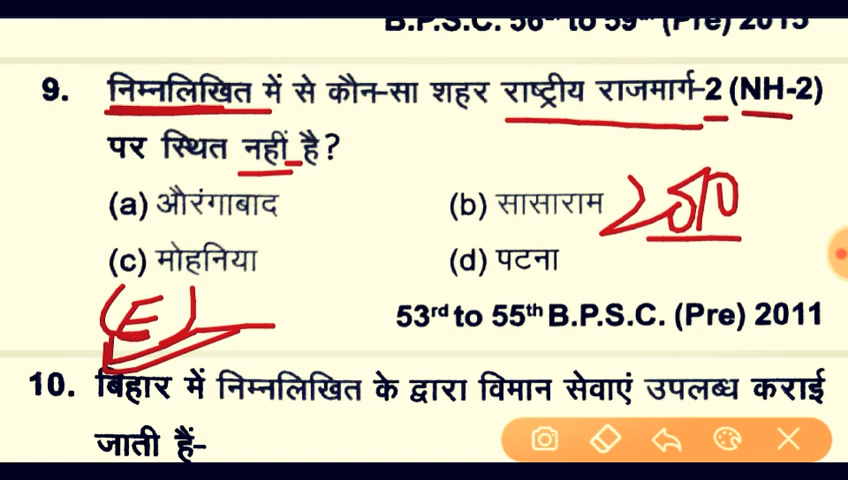 B.P.S.C. 56th to 59th (Pre) 2015
9. निम्नलिखित में से कौन-सा शहर राष्ट्रीय राजमार्ग-2 (NH-2)
पर स्थित नहीं है?
(a) औरंगाबाद (b) सासाराम
(c) मोहनिया (d) पटना
(E)
53rd to 55th B.P.S.C. (Pre) 2011
10. बिहार में निम्नलिखित के द्वारा विमान सेवाएं उपलब्ध कराई
जाती हैं-